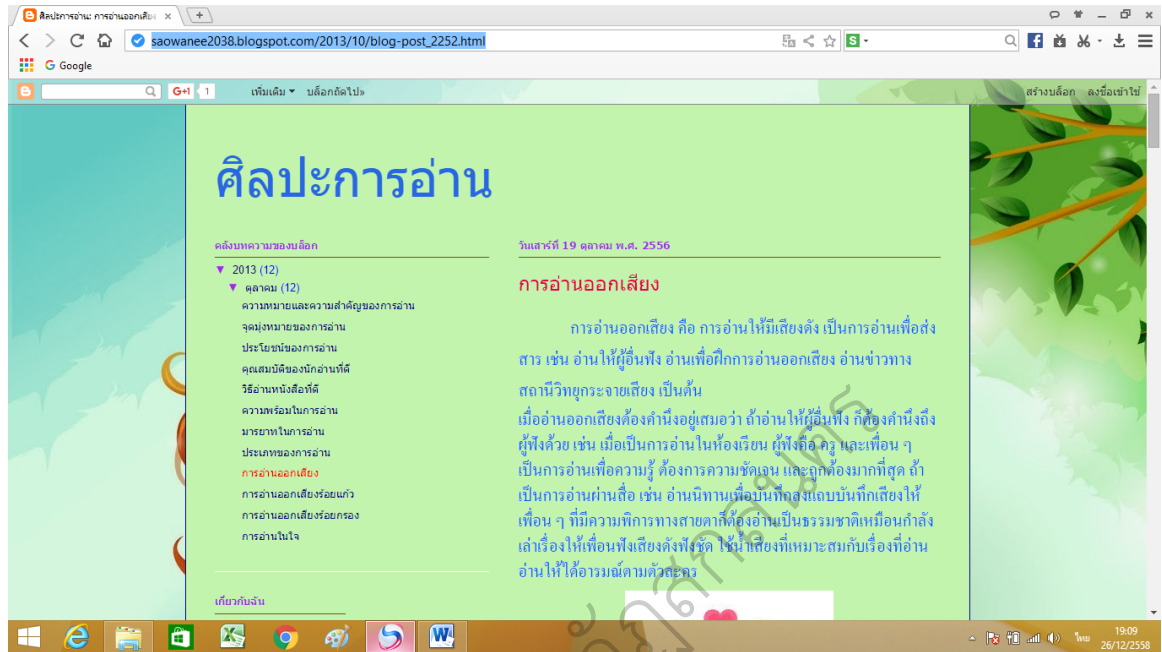 ศิลปะการอ่าน: การอ่านออกเสียง
saowanee2038.blogspot.com/2013/10/blog-post_2252.html
Google
G+1 1 เพิ่มเติม บล็อกถัดไป» สร้างบล็อก ลงชื่อเข้าใช้
ศิลปะการอ่าน
คลังบทความของบล็อก
▼ 2013 (12)
▼ ตุลาคม (12)
ความหมายและความสำคัญของการอ่าน
จุดมุ่งหมายของการอ่าน
ประโยชน์ของการอ่าน
คุณสมบัติของนักอ่านที่ดี
วิธีอ่านหนังสือที่ดี
ความพร้อมในการอ่าน
มารยาทในการอ่าน
ประเภทของการอ่าน
การอ่านออกเสียง
การอ่านออกเสียงร้อยแก้ว
การอ่านออกเสียงร้อยกรอง
การอ่านในใจ
เกี่ยวกับฉัน
วันเสาร์ที่ 19 ตุลาคม พ.ศ. 2556
การอ่านออกเสียง
การอ่านออกเสียง คือ การอ่านให้มีเสียงดัง เป็นการอ่านเพื่อส่ง
สาร เช่น อ่านให้ผู้อื่นฟัง อ่านเพื่อฝึกการอ่านออกเสียง อ่านข่าวทาง
สถานีวิทยุกระจายเสียง เป็นต้น
เมื่ออ่านออกเสียงต้องคำนึงอยู่เสมอว่า ถ้าอ่านให้ผู้อื่นฟัง ก็ต้องคำนึงถึง
ผู้ฟังด้วย เช่น เมื่อเป็นการอ่านในห้องเรียน ผู้ฟังคือ ครู และเพื่อน ๆ
เป็นการอ่านเพื่อความรู้ ต้องการความชัดเจน และถูกต้องมากที่สุด ถ้า
เป็นการอ่านผ่านสื่อ เช่น อ่านนิทานเพื่อบันทึกลงแถบบันทึกเสียงให้
เพื่อน ๆ ที่มีความพิการทางสายตาก็ต้องอ่านเป็นธรรมชาติเหมือนกำลัง
เล่าเรื่องให้เพื่อนฟังเสียงดังฟังชัด ใช้น้ำเสียงที่เหมาะสมกับเรื่องที่อ่าน
อ่านให้ได้อารมณ์ตามตัวละคร
ไทย 19:09
26/12/2558